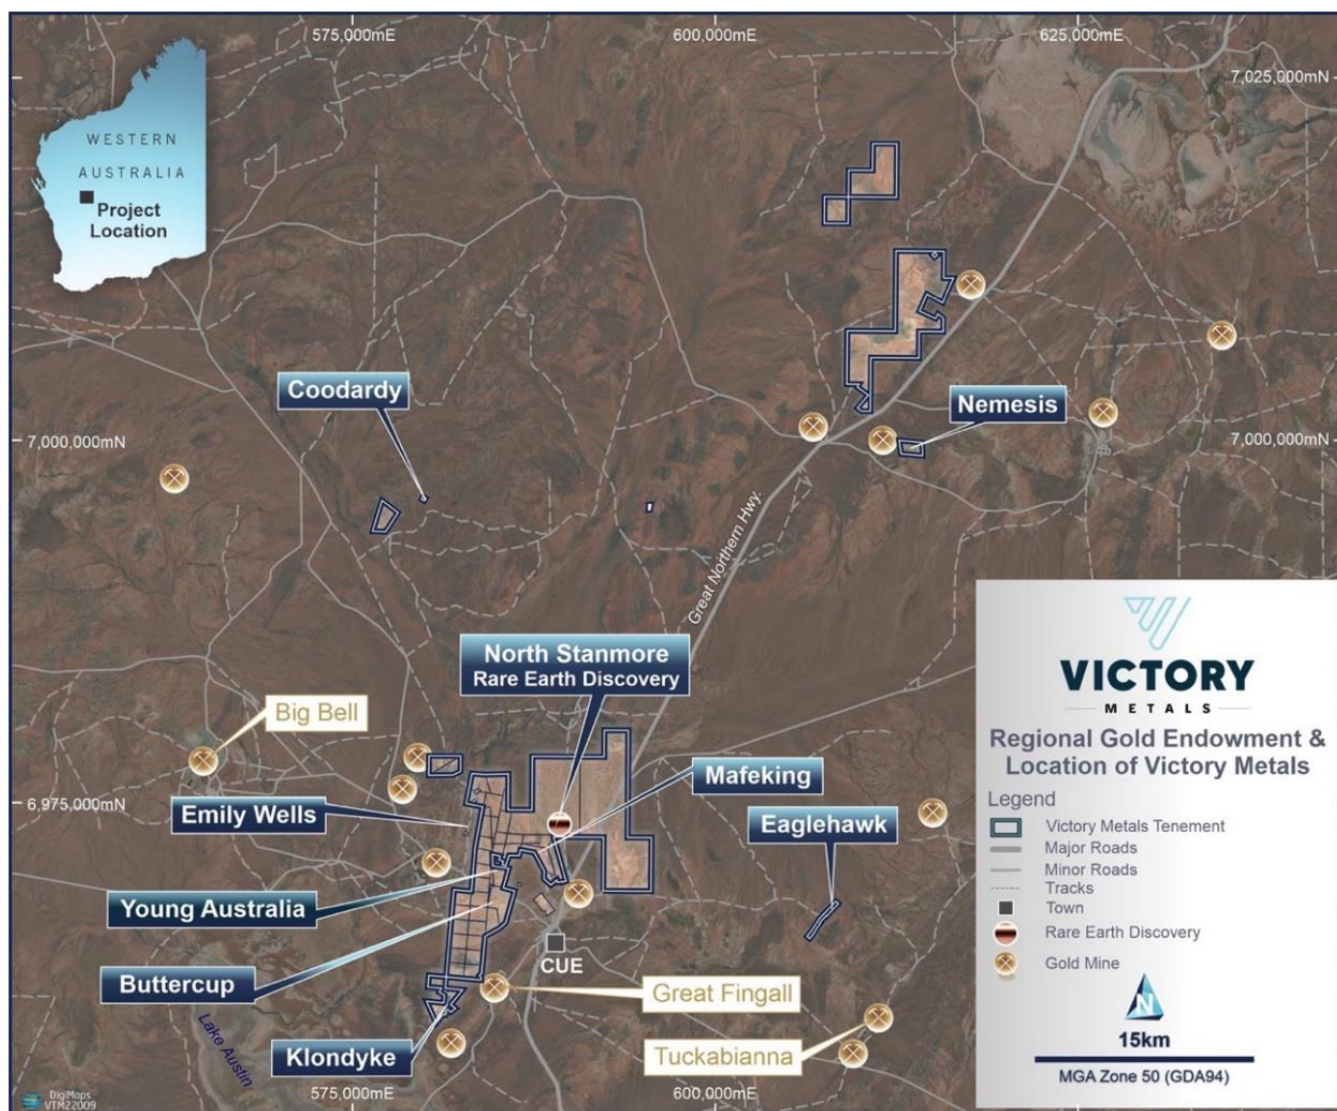 575,000mE
600,000mE
625,000mE
7,025,000mN
WESTERN
AUSTRALIA
Project
Location
Coodardy
Nemesis
7,000,000mN
7,000,000mN
Great Northern Hwy.
North Stanmore
Rare Earth Discovery
Big Bell
Mafeking
6,975,000mN
Emily Wells
Eaglehawk
Young Australia
CUE
Buttercup
Great Fingall
Lake Austin
Klondyke
Tuckabianna
575,000mE
600,000mE
DigiMaps
VTM22009
VICTORY
METALS
Regional Gold Endowment &
Location of Victory Metals
Legend
Victory Metals Tenement
Major Roads
Minor Roads
Tracks
Town
Rare Earth Discovery
Gold Mine
N
15km
MGA Zone 50 (GDA94)